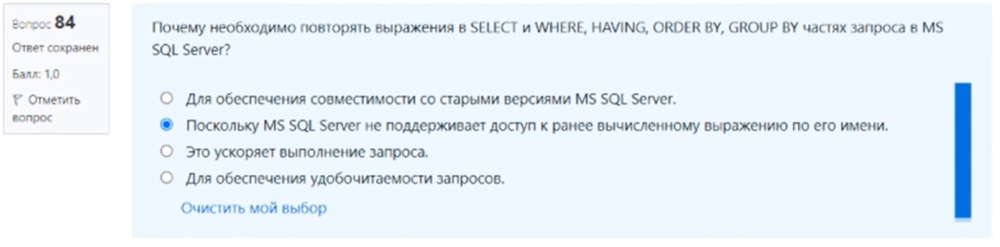 Вопрос 84
Ответ сохранен
Балл: 1,0
Отметить
вопрос
Почему необходимо повторять выражения в SELECT и WHERE, HAVING, ORDER BY, GROUP BY частях запроса в MS
SQL Server?
Для обеспечения совместимости со старыми версиями MS SQL Server.
Поскольку MS SQL Server не поддерживает доступ к ранее вычисленному выражению по его имени.
Это ускоряет выполнение запроса.
Для обеспечения удобочитаемости запросов.
Очистить мой выбор